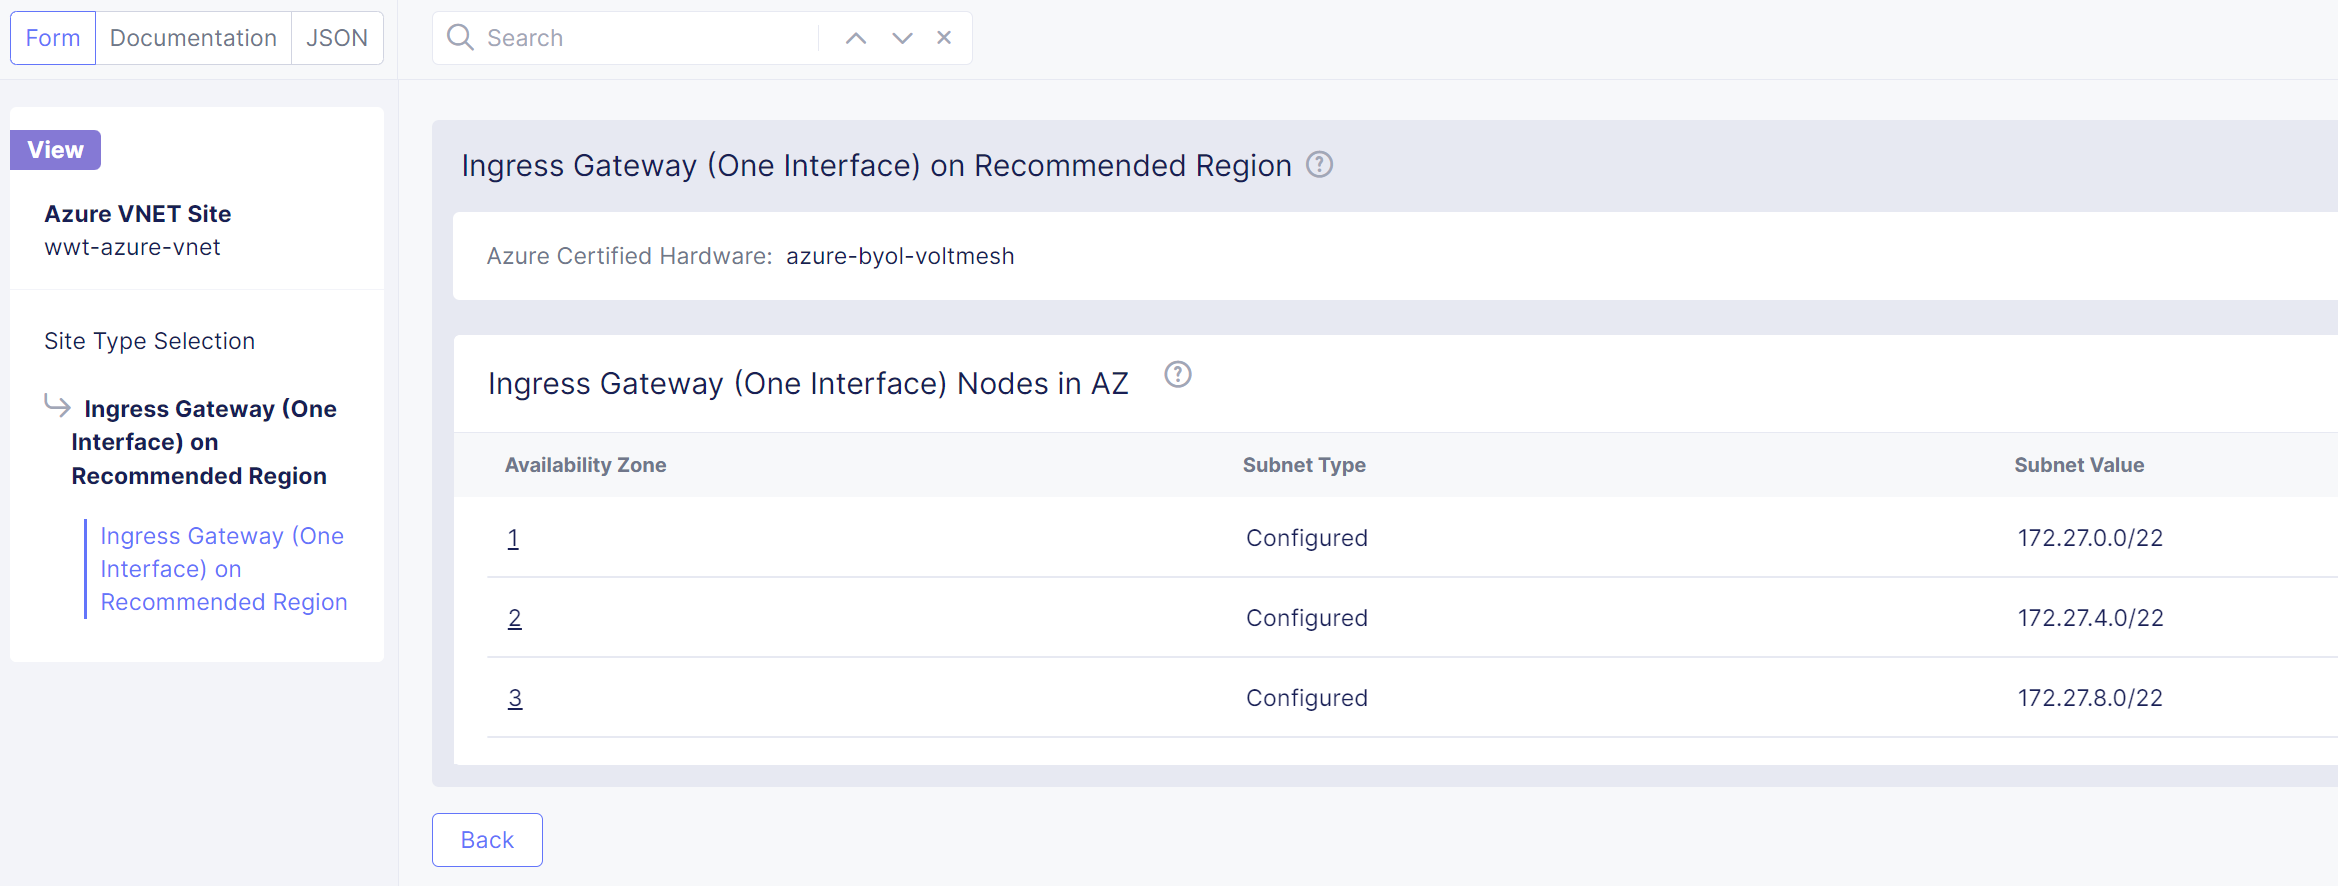 Form Documentation JSON
Search
View
Azure VNET Site
wwt-azure-vnet
Site Type Selection
Ingress Gateway (One
Interface) on
Recommended Region
Ingress Gateway (One
Interface) on
Recommended Region
Ingress Gateway (One Interface) on Recommended Region
Azure Certified Hardware: azure-byol-voltmesh
Ingress Gateway (One Interface) Nodes in AZ
Availability Zone Subnet Type Subnet Value
1 Configured 172.27.0.0/22
2 Configured 172.27.4.0/22
3 Configured 172.27.8.0/22
Back